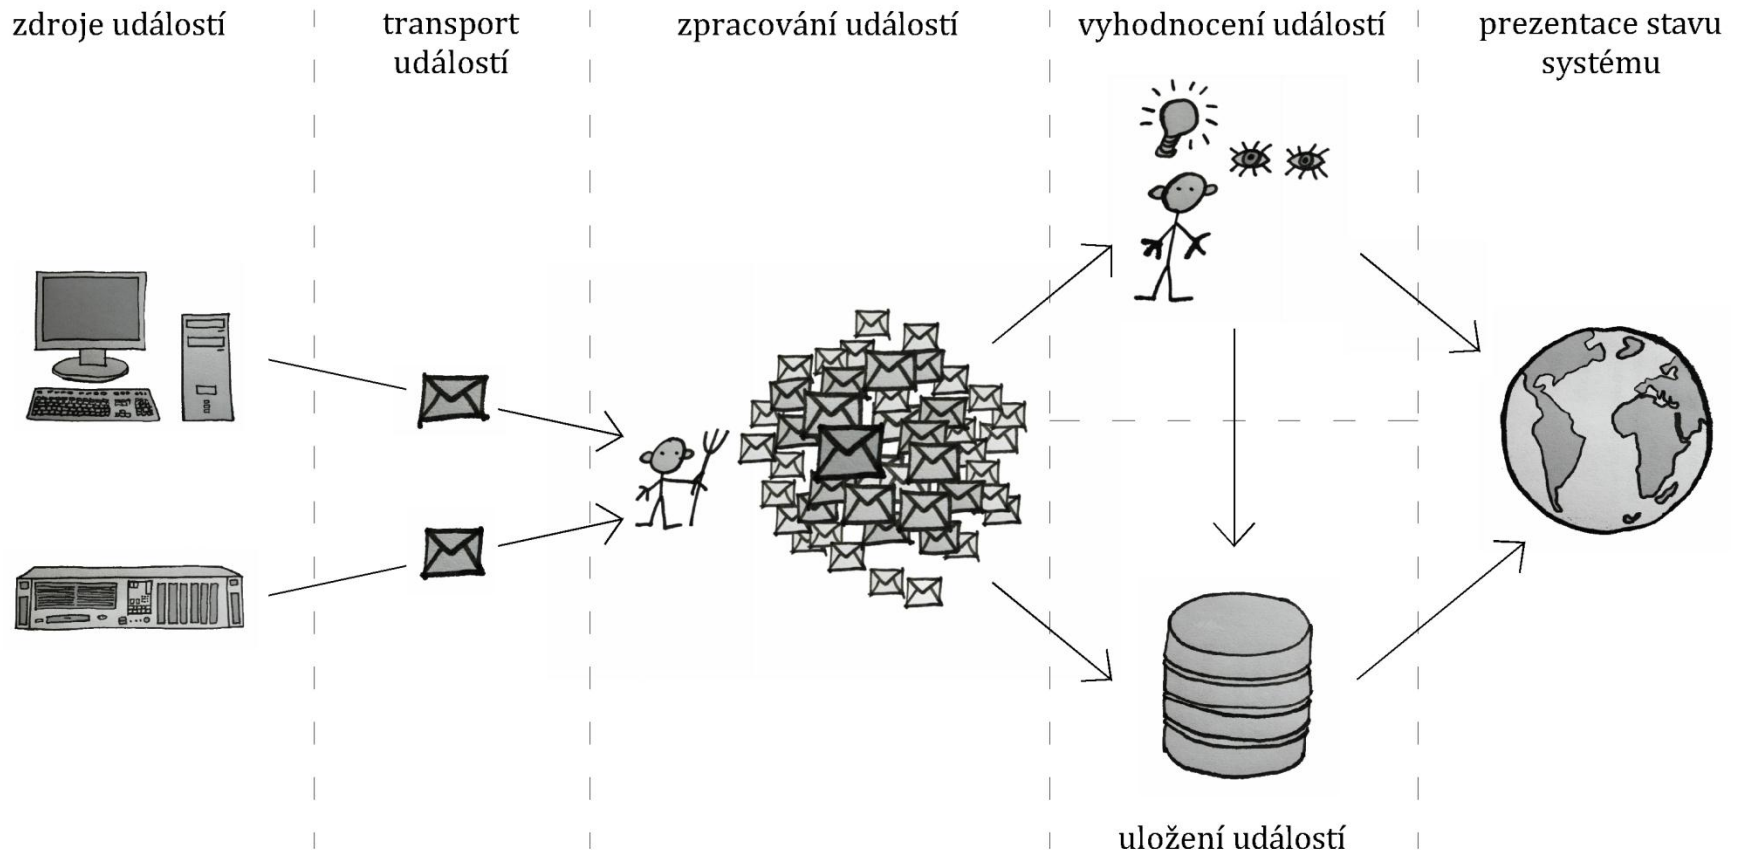 zdroje událostí
transport
událostí
zpracování událostí
vyhodnocení událostí
prezentace stavu
systému
uložení událostí